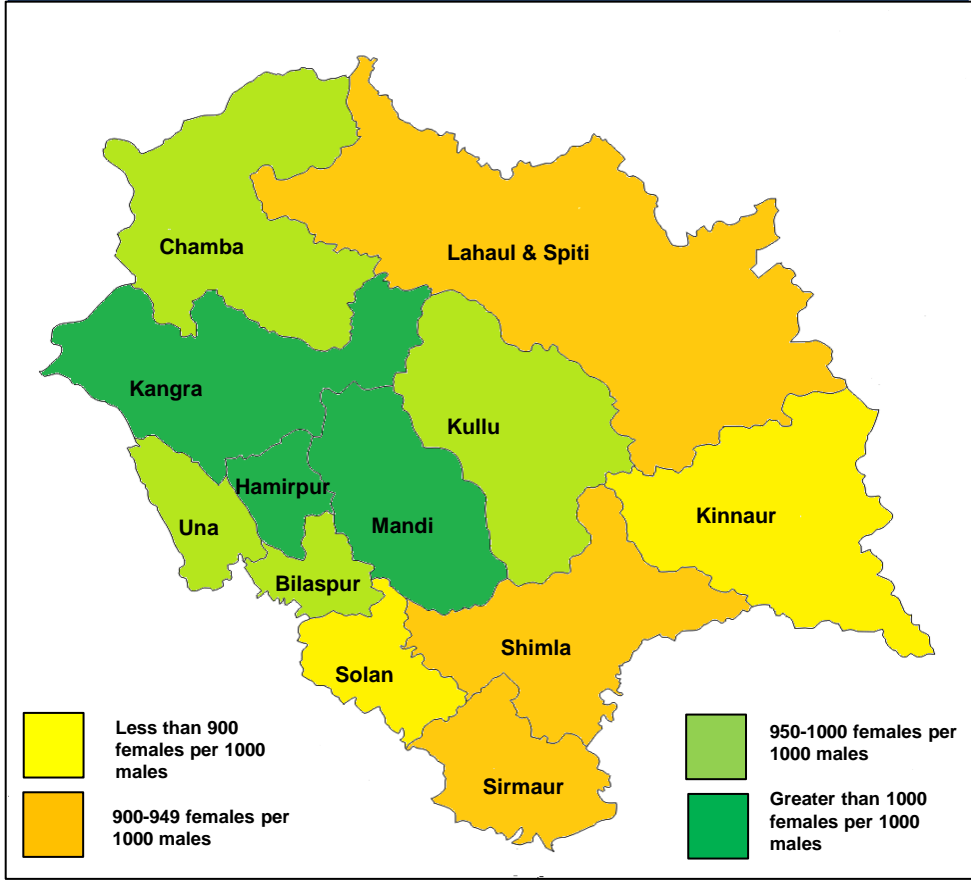 Chamba
Lahaul & Spiti
Kangra
Kullu
Hamirpur
Kinnaur
Una
Mandi
Bilaspur
Shimla
Solan
Sirmaur
Less than 900
females per 1000
males
900-949 females per
1000 males
950-1000 females per
1000 males
Greater than 1000
females per 1000
males